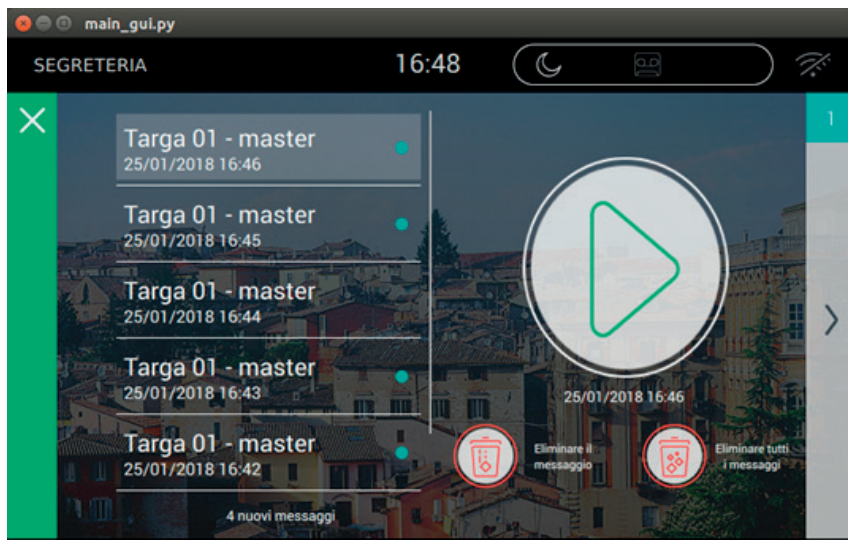 main_gui.py
SEGRETERIA
16:48
1
Targa 01 - master
25/01/2018 16:46
Targa 01 - master
25/01/2018 16:45
Targa 01 - master
25/01/2018 16:44
Targa 01 - master
25/01/2018 16:43
Targa 01 - master
25/01/2018 16:42
4 nuovi messaggi
25/01/2018 16:46
Eliminare il
messaggio
Eliminare tutti
i messaggi